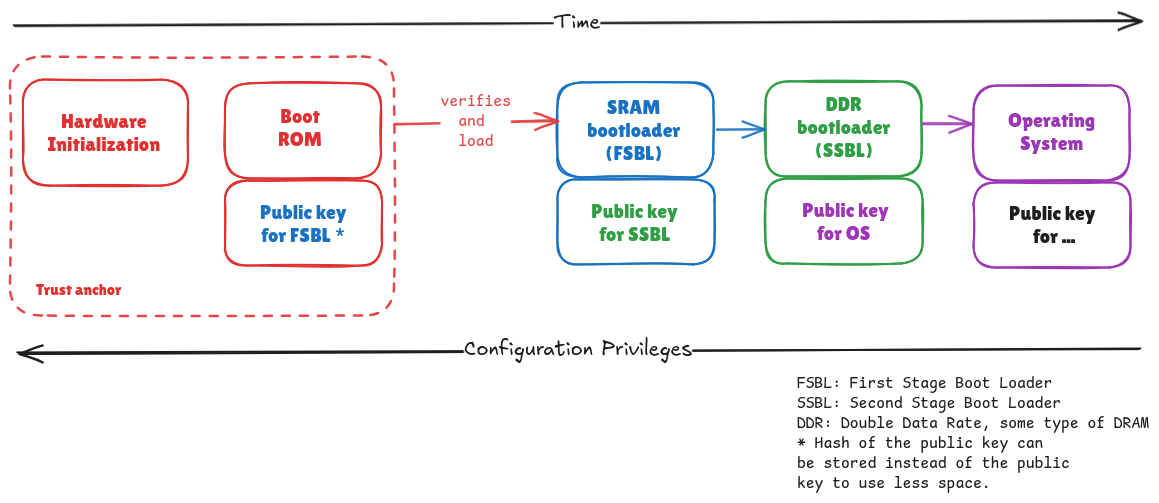 Time
Hardware
Initialization
Boot
ROM
Public key
for FSBL *
Trust anchor
verifies
and
load
SRAM
bootloader
(FSBL)
Public key
for SSBL
DDR
bootloader
(SSBL)
Public key
for OS
Operating
System
Public key
for ...
Configuration Privileges
FSBL: First Stage Boot Loader
SSBL: Second Stage Boot Loader
DDR: Double Data Rate, some type of DRAM
* Hash of the public key can
be stored instead of the public
key to use less space.